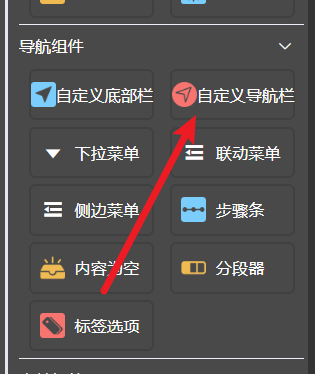 导航组件
自定义底部栏
自定义导航栏
下拉菜单
联动菜单
侧边菜单
步骤条
内容为空
分段器
标签选项